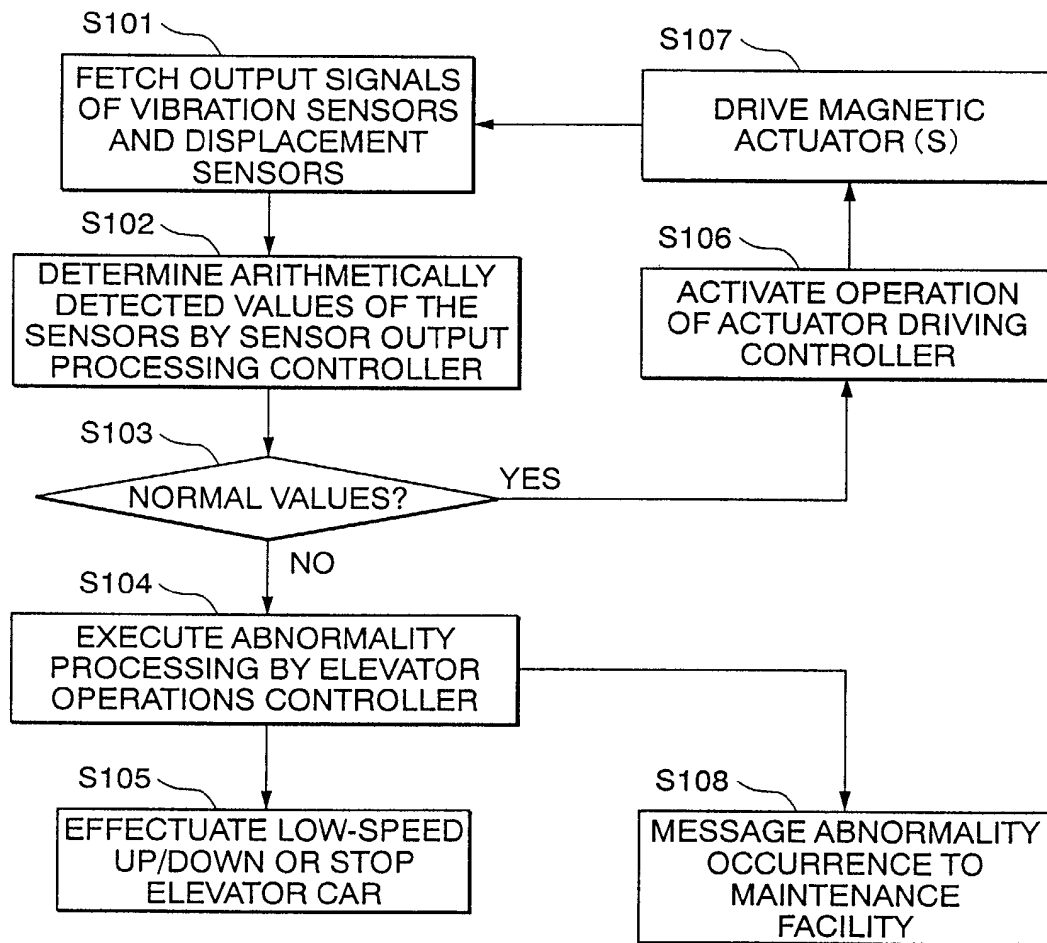 S101
FETCH OUTPUT SIGNALS
OF VIBRATION SENSORS
AND DISPLACEMENT
SENSORS
S102
DETERMINE ARITHMETICALLY
DETECTED VALUES OF THE
SENSORS BY SENSOR OUTPUT
PROCESSING CONTROLLER
S103
NORMAL VALUES?
YES
NO
S104
EXECUTE ABNORMALITY
PROCESSING BY ELEVATOR
OPERATIONS CONTROLLER
S105
EFFECTUATE LOW-SPEED
UP/DOWN OR STOP
ELEVATOR CAR
S107
DRIVE MAGNETIC
ACTUATOR (S)
S106
ACTIVATE OPERATION
OF ACTUATOR DRIVING
CONTROLLER
S108
MESSAGE ABNORMALITY
OCCURRENCE TO
MAINTENANCE
FACILITY